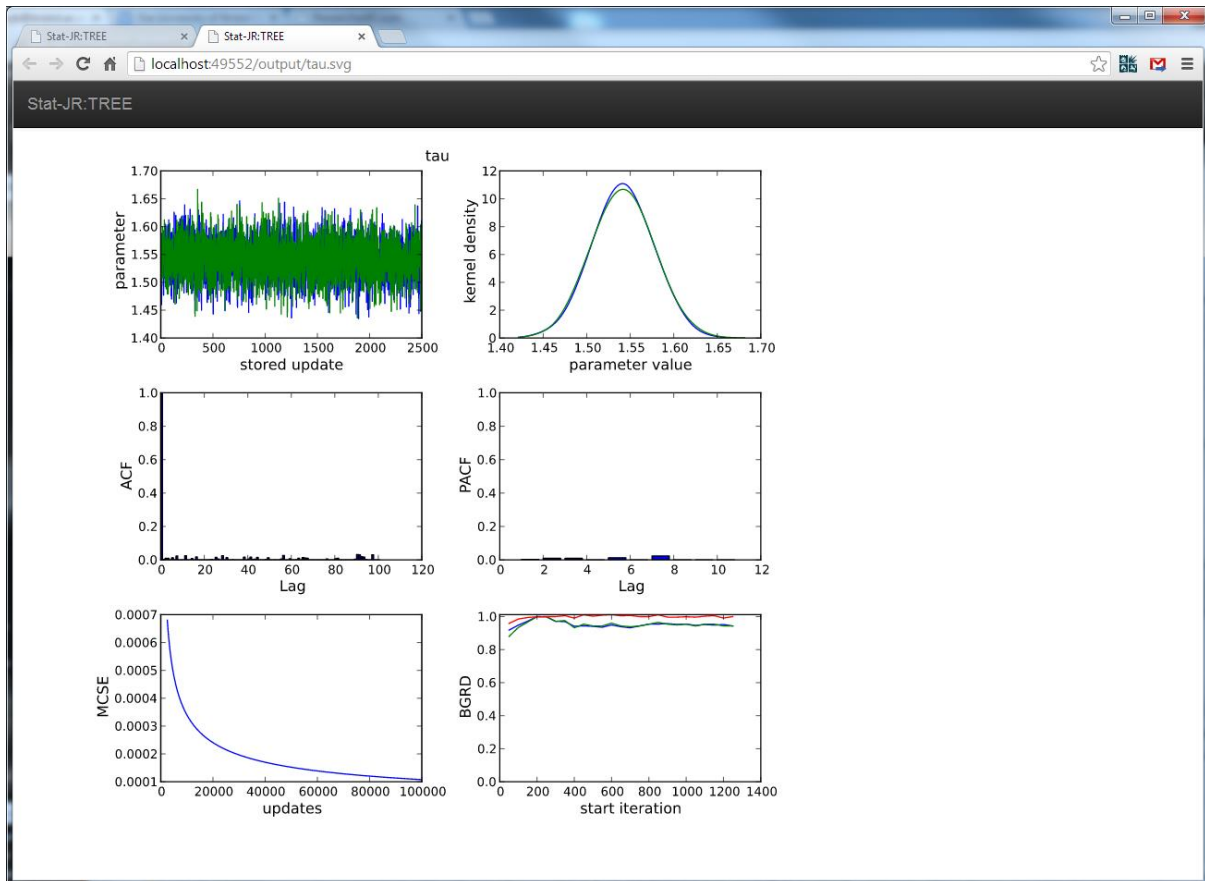 Stat-JR:TREE
Stat-JR:TREE
localhost:49552/output/tau.svg
Stat-JR:TREE
tau
1.70
1.65
1.60
1.55
1.50
1.45
1.40
parameter
0 500 1000 1500 2000 2500
stored update
12
10
8
6
4
2
0
kernel density
1.40 1.45 1.50 1.55 1.60 1.65 1.70
parameter value
1.0
0.8
0.6
0.4
0.2
0.0
ACF
0 20 40 60 80 100 120
Lag
1.0
0.8
0.6
0.4
0.2
0.0
PACF
0 2 4 6 8 10 12
Lag
0.0007
0.0006
0.0005
0.0004
0.0003
0.0002
0.0001
MCSE
0 20000 40000 60000 80000 100000
updates
1.0
0.8
0.6
0.4
0.2
0.0
BGRD
0 200 400 600 800 1000 1200 1400
start iteration